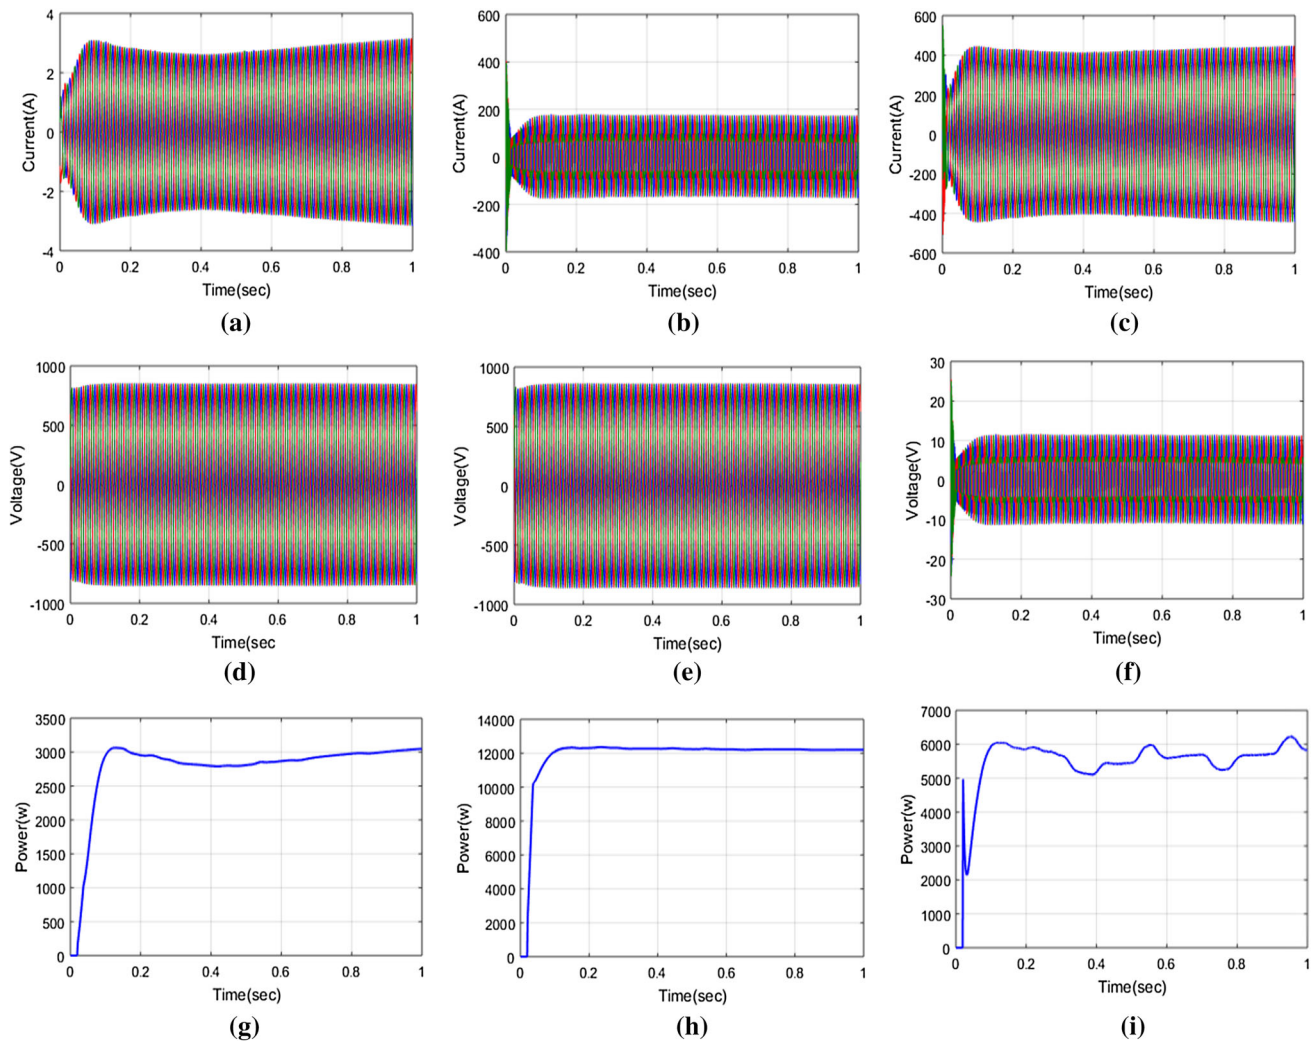 4
2
0
-2
-4
Current(A)
0 0.2 0.4 0.6 0.8 1
Time(sec)
(a)
600
400
200
0
-200
-400
Current(A)
0 0.2 0.4 0.6 0.8 1
Time(sec)
(b)
600
400
200
0
-200
-400
-600
Current(A)
0 0.2 0.4 0.6 0.8 1
Time(sec)
(c)
1000
500
0
-500
-1000
Voltage(V)
0 0.2 0.4 0.6 0.8 1
Time(sec
(d)
1000
500
0
-500
-1000
Voltage(V)
0 0.2 0.4 0.6 0.8 1
Time(sec)
(e)
30
20
10
0
-10
-20
-30
Voltage(V)
0 0.2 0.4 0.6 0.8 1
Time(sec)
(f)
3500
3000
2500
2000
1500
1000
500
0
Power(w)
0 0.2 0.4 0.6 0.8 1
Time(sec)
(g)
14000
12000
10000
8000
6000
4000
2000
0
Power(w)
0 0.2 0.4 0.6 0.8 1
Time(sec)
(h)
7000
6000
5000
4000
3000
2000
1000
0
Power(w)
0 0.2 0.4 0.6 0.8 1
Time(sec)
(i)